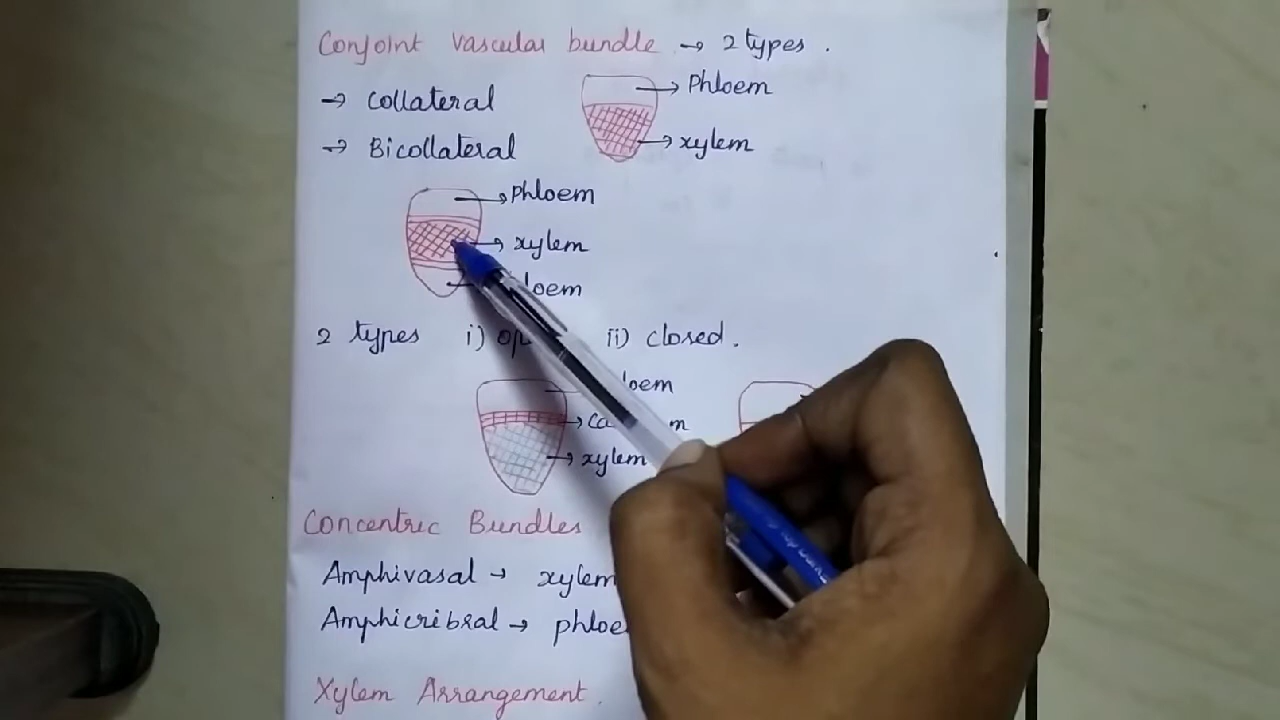 Conjoint vascular bundle → 2 types .
→ Collateral
Phloem
→ Bicollateral
xylem
Phloem
xylem
2 types i) ii) closed .
xylem
Concentric Bundles
Amphivasal → xylem
Amphicribral →
Xylem Arrangement .